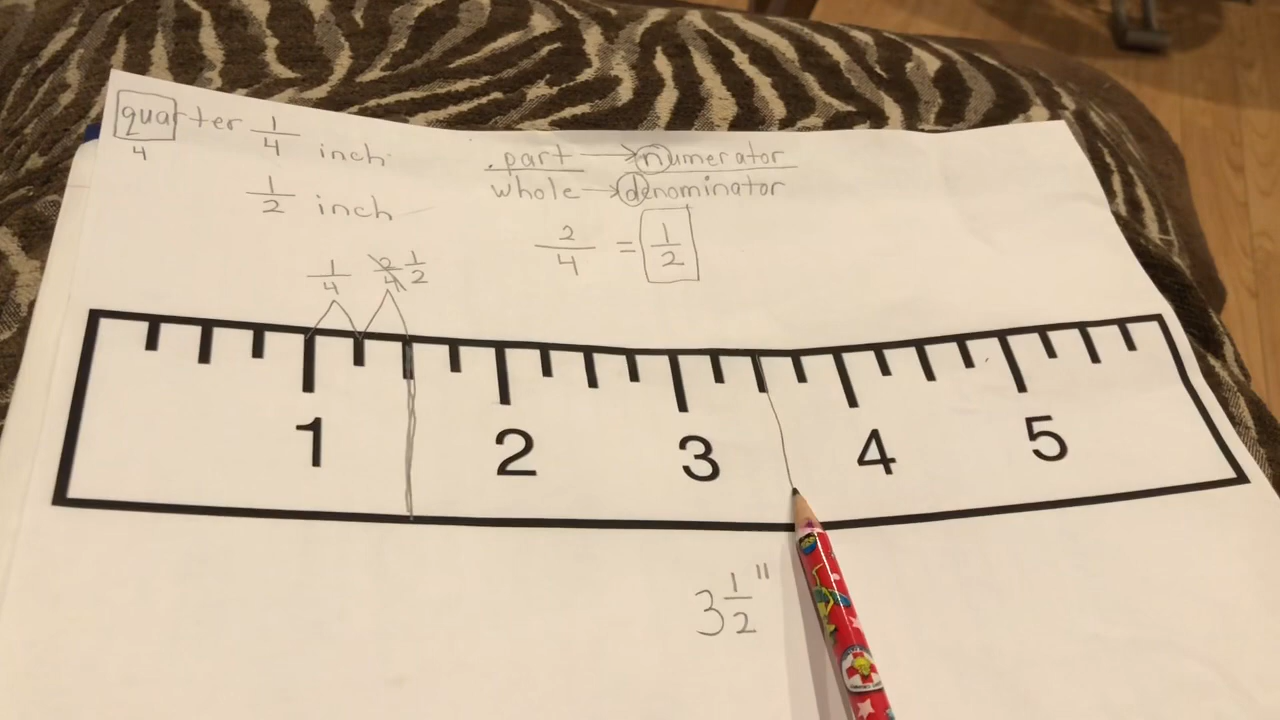 quarter 1/4 inch
4
part → numerator
whole → denominator
1/2 inch
2/4 = 1/2
1/4 2/4 1/2
1 2 3 4 5
3 1/2"